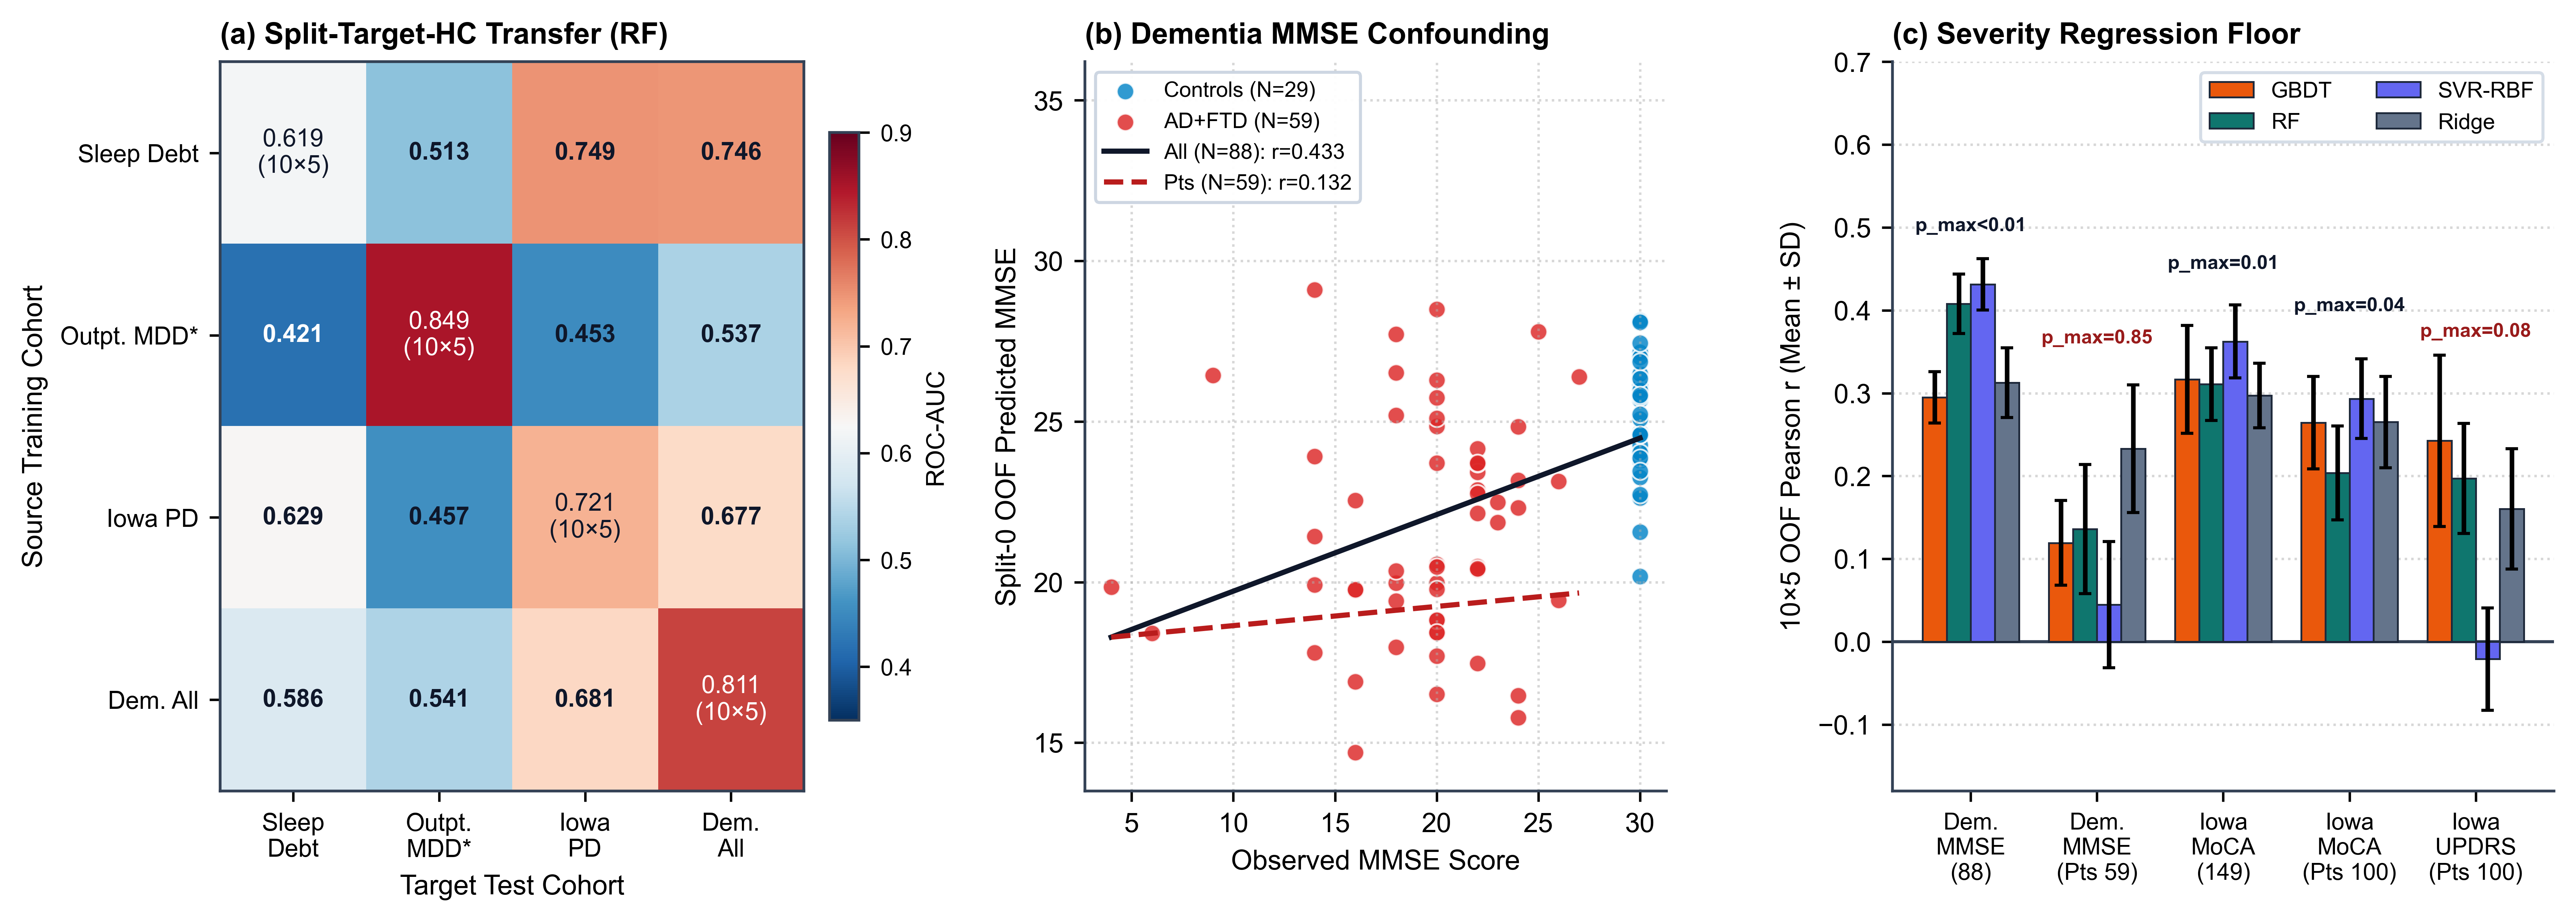 (a) Split-Target-HC Transfer (RF)
Source Training Cohort
Sleep Debt
Outpt. MDD*
Iowa PD
Dem. All
0.619
(10×5)
0.513
0.749
0.746
0.421
0.849
(10×5)
0.453
0.537
0.629
0.457
0.721
(10×5)
0.677
0.586
0.541
0.681
0.811
(10×5)
Sleep
Debt
Outpt.
MDD*
Iowa
PD
Dem.
All
Target Test Cohort
0.9
0.8
0.7
0.6
0.5
0.4
ROC-AUC
(b) Dementia MMSE Confounding
Controls (N=29)
AD+FTD (N=59)
All (N=88): r=0.433
Pts (N=59): r=0.132
Split-0 OOF Predicted MMSE
35
30
25
20
15
5
10
15
20
25
30
Observed MMSE Score
(c) Severity Regression Floor
GBDT
RF
SVR-RBF
Ridge
10×5 OOF Pearson r (Mean ± SD)
0.7
0.6
0.5
0.4
0.3
0.2
0.1
0.0
−0.1
p_max<0.01
p_max=0.85
p_max=0.01
p_max=0.04
p_max=0.08
Dem.
MMSE
(88)
Dem.
MMSE
(Pts 59)
Iowa
MoCA
(149)
Iowa
MoCA
(Pts 100)
Iowa
UPDRS
(Pts 100)